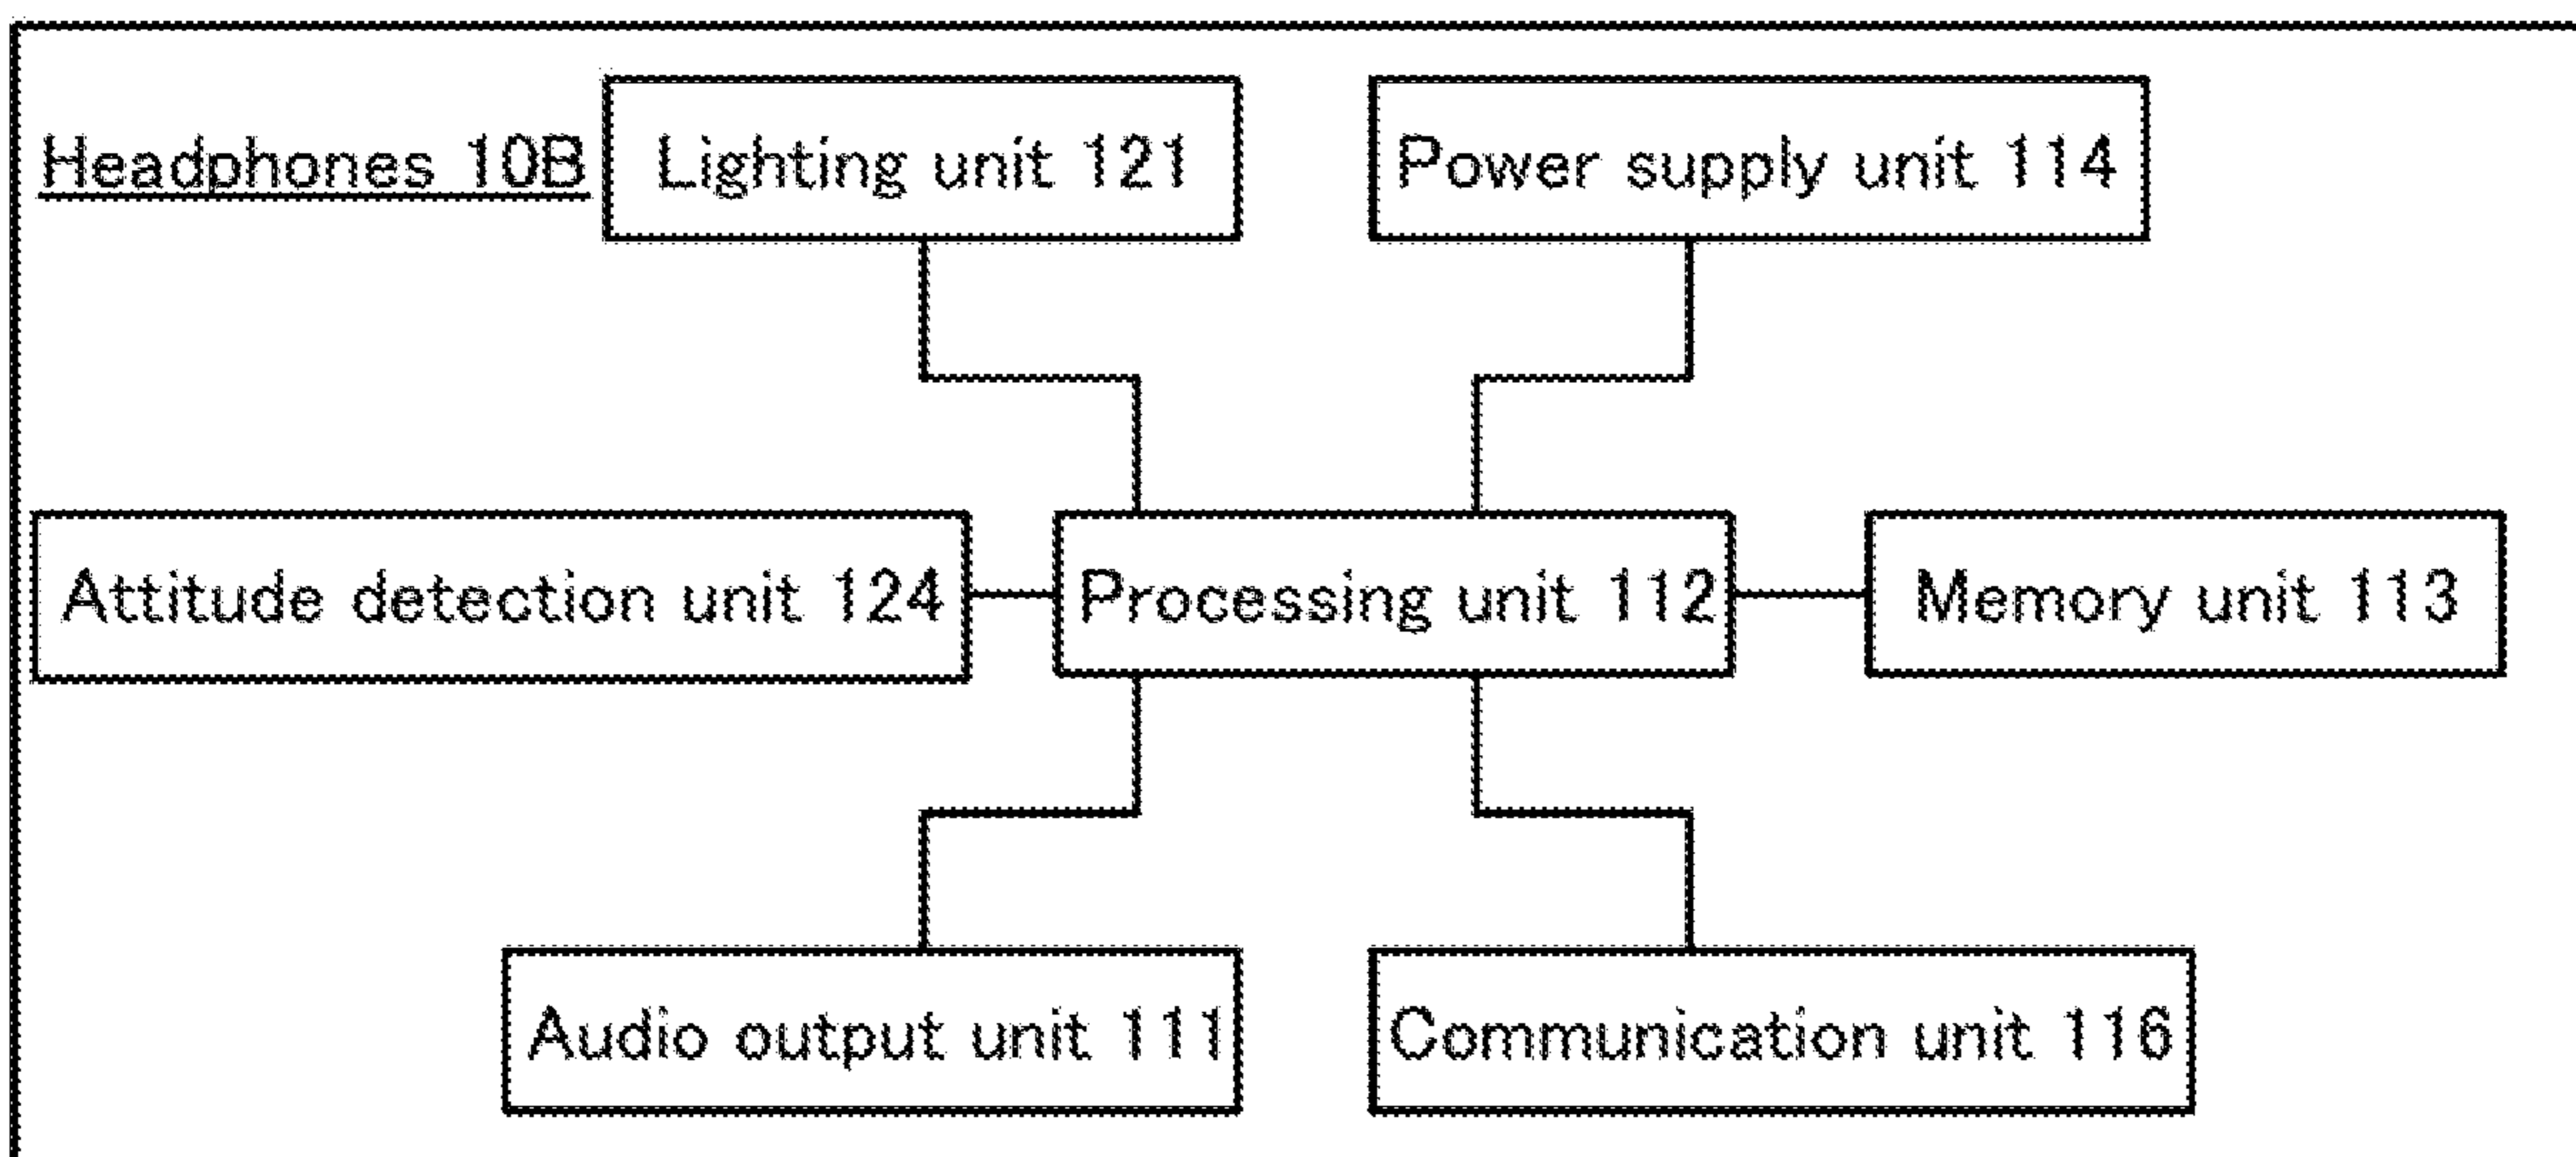 Headphones 10B
Lighting unit 121
Power supply unit 114
Attitude detection unit 124
Processing unit 112
Memory unit 113
Audio output unit 111
Communication unit 116